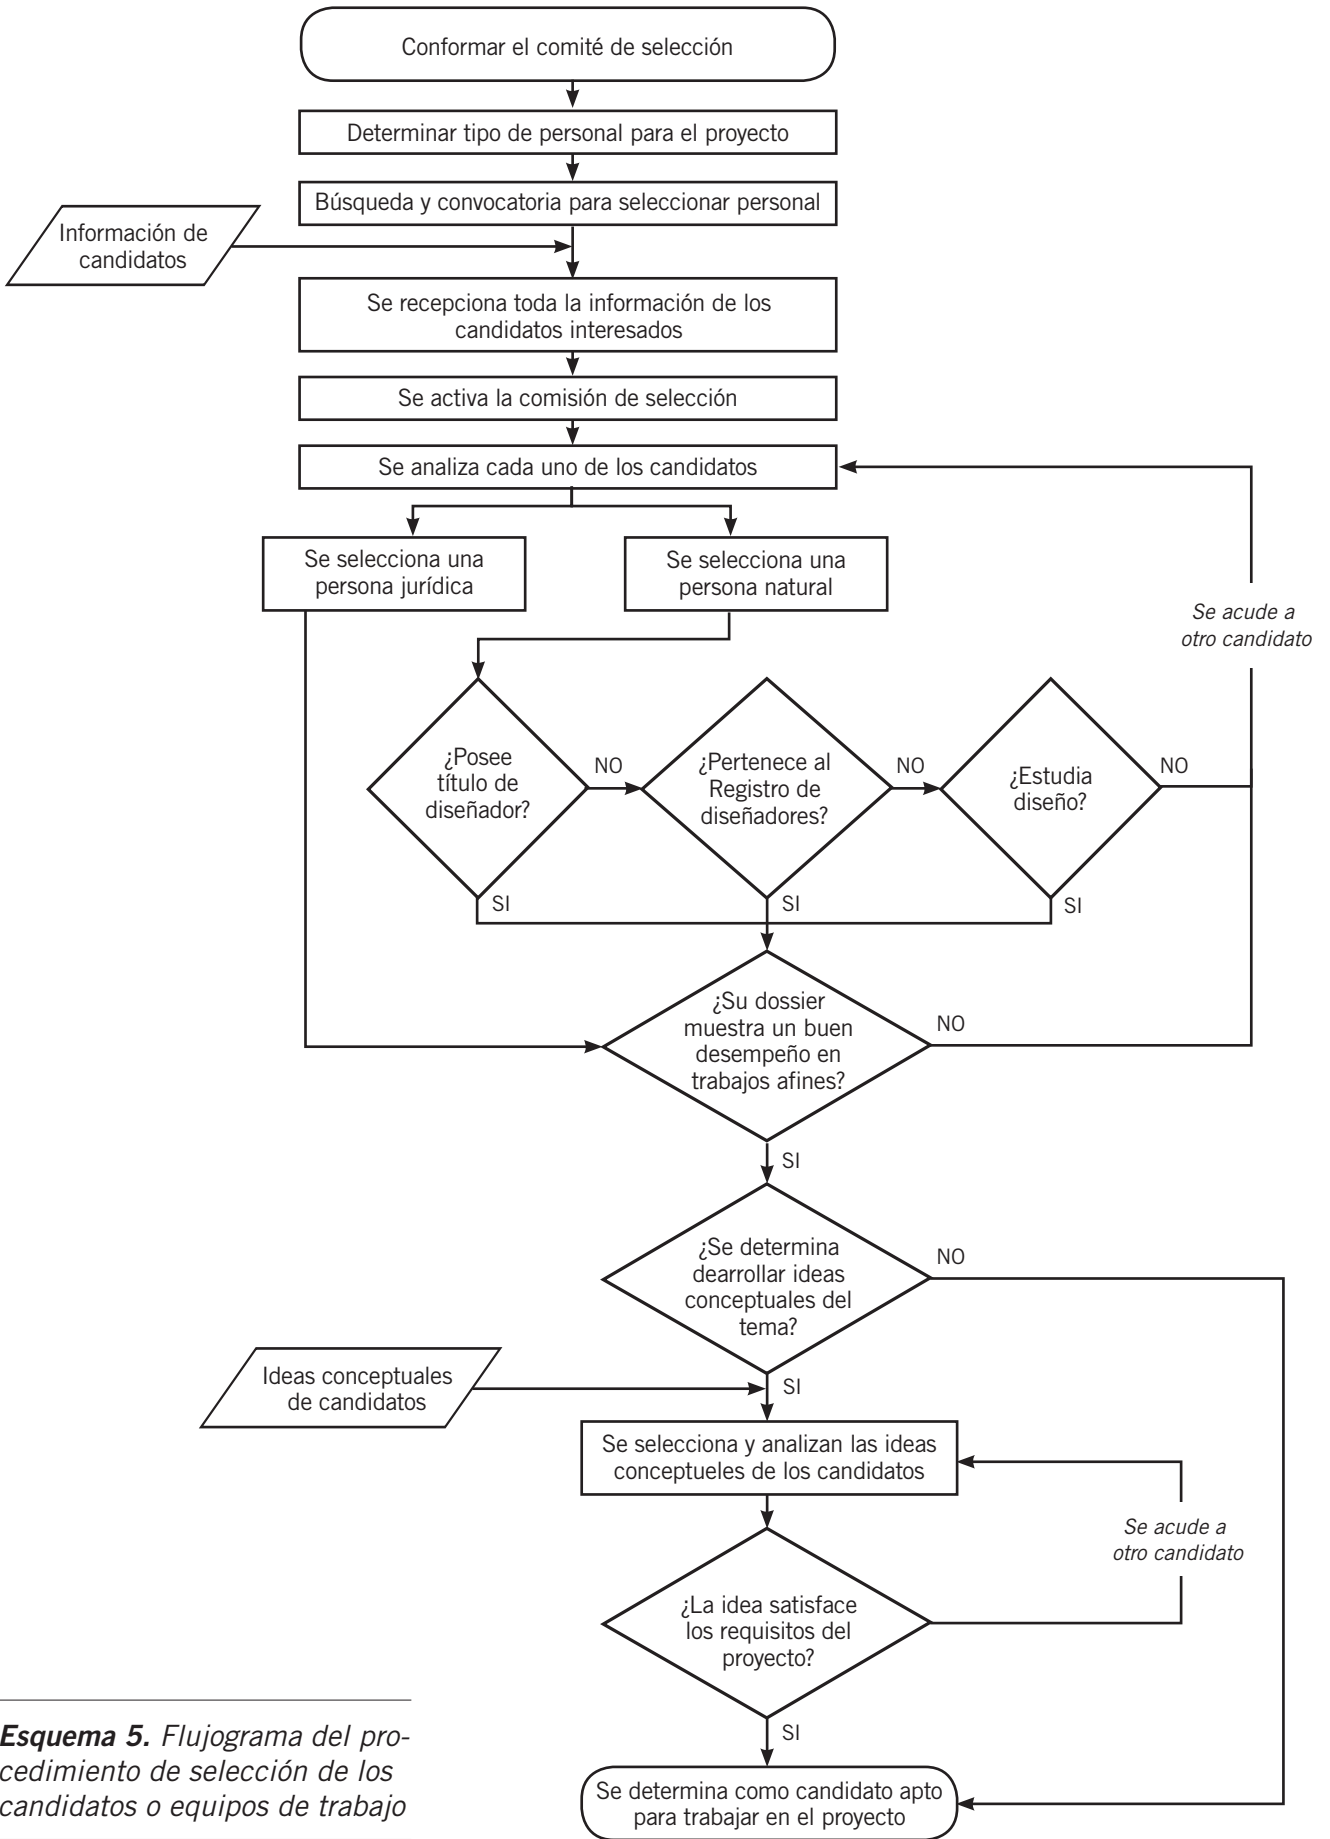 Conformar el comité de selección
Determinar tipo de personal para el proyecto
Búsqueda y convocatoria para seleccionar personal
Información de
candidatos
Se recepciona toda la información de los
candidatos interesados
Se activa la comisión de selección
Se analiza cada uno de los candidatos
Se selecciona una
persona jurídica
Se selecciona una
persona natural
Se acude a
otro candidato
¿Posee
título de
diseñador?
NO
¿Pertenece al
Registro de
diseñadores?
NO
¿Estudia
diseño?
NO
SI
SI
SI
¿Su dossier
muestra un buen
desempeño en
trabajos afines?
NO
SI
¿Se determina
dearrollar ideas
conceptuales del
tema?
NO
Ideas conceptuales
de candidatos
SI
Se selecciona y analizan las ideas
conceptueles de los candidatos
Se acude a
otro candidato
¿La idea satisface
los requisitos del
proyecto?
SI
Se determina como candidato apto
para trabajar en el proyecto
Esquema 5. Flujograma del pro-
cedimiento de selección de los
candidatos o equipos de trabajo